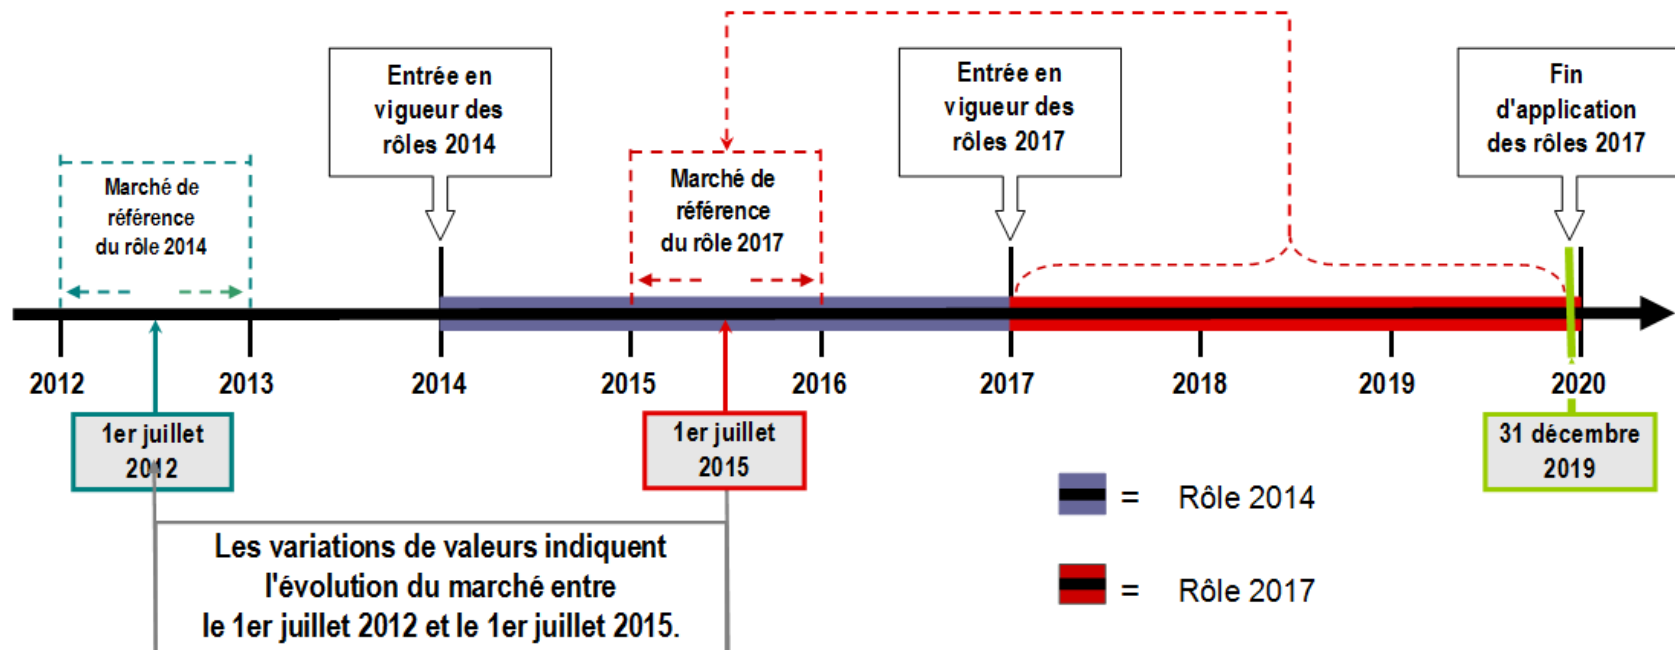 Entrée en
vigueur des
rôles 2014
Entrée en
vigueur des
rôles 2017
Fin
d'application
des rôles 2017
Marché de
référence
du rôle 2014
Marché de
référence
du rôle 2017
2012
2013
2014
2015
2016
2017
2018
2019
2020
1er juillet
2012
1er juillet
2015
31 décembre
2019
= Rôle 2014
= Rôle 2017
Les variations de valeurs indiquent
l'évolution du marché entre
le 1er juillet 2012 et le 1er juillet 2015.